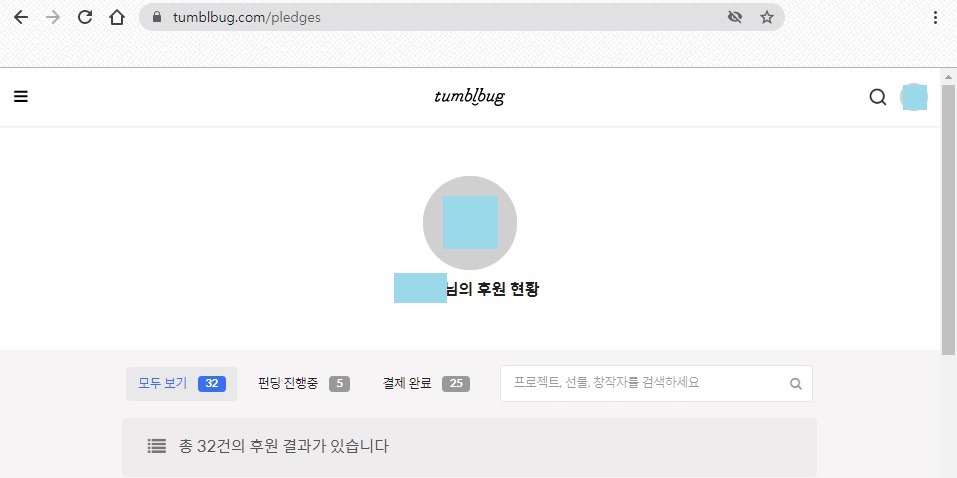 tumblbug.com/pledges
tumblbug
님의 후원 현황
모두 보기 32 펀딩 진행중 5 결제 완료 25 프로젝트, 선물, 창작자를 검색하세요
총 32건의 후원 결과가 있습니다